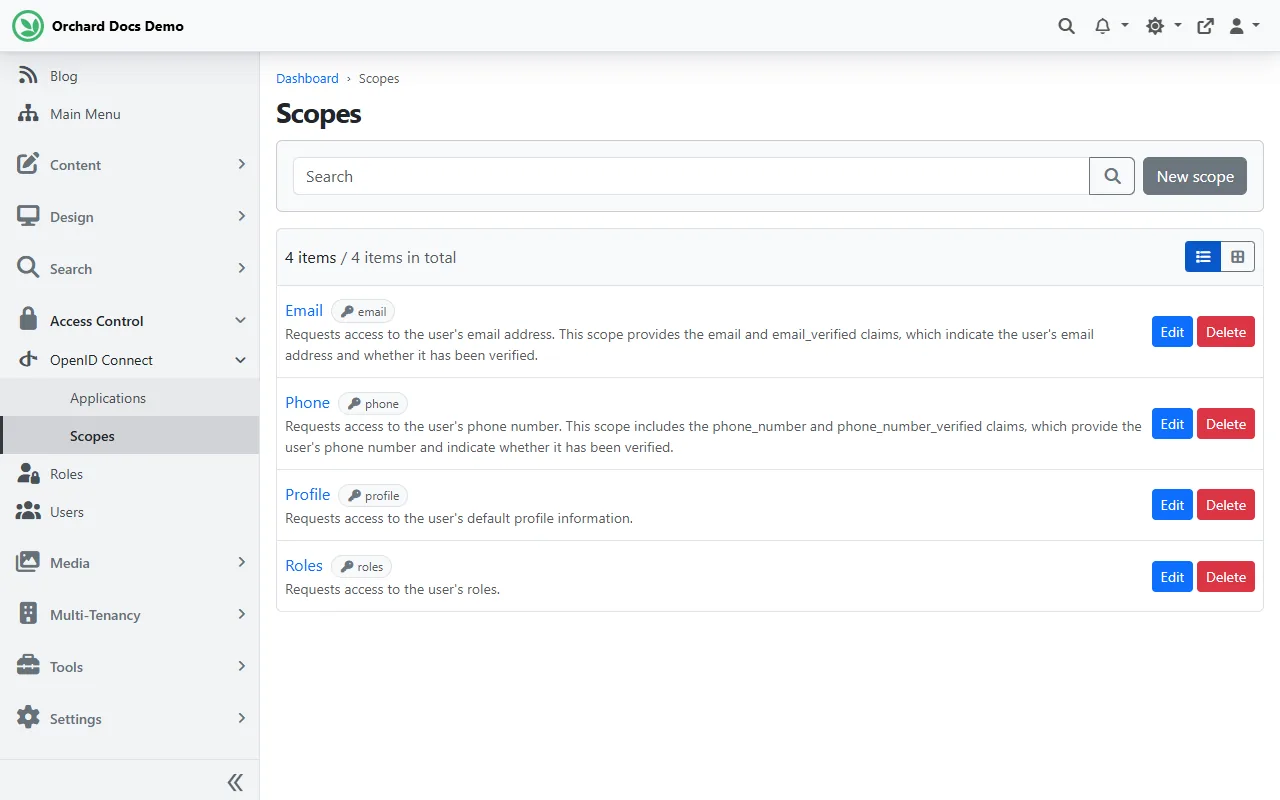 Orchard Docs Demo
Blog
Main Menu
Content
Design
Search
Access Control
OpenID Connect
Applications
Scopes
Roles
Users
Media
Multi-Tenancy
Tools
Settings
Dashboard › Scopes
Scopes
Search
New scope
4 items / 4 items in total
Email email
Requests access to the user's email address. This scope provides the email and email_verified claims, which indicate the user's email
address and whether it has been verified.
Edit Delete
Phone phone
Requests access to the user's phone number. This scope includes the phone_number and phone_number_verified claims, which provide the
user's phone number and indicate whether it has been verified.
Edit Delete
Profile profile
Requests access to the user's default profile information.
Edit Delete
Roles roles
Requests access to the user's roles.
Edit Delete